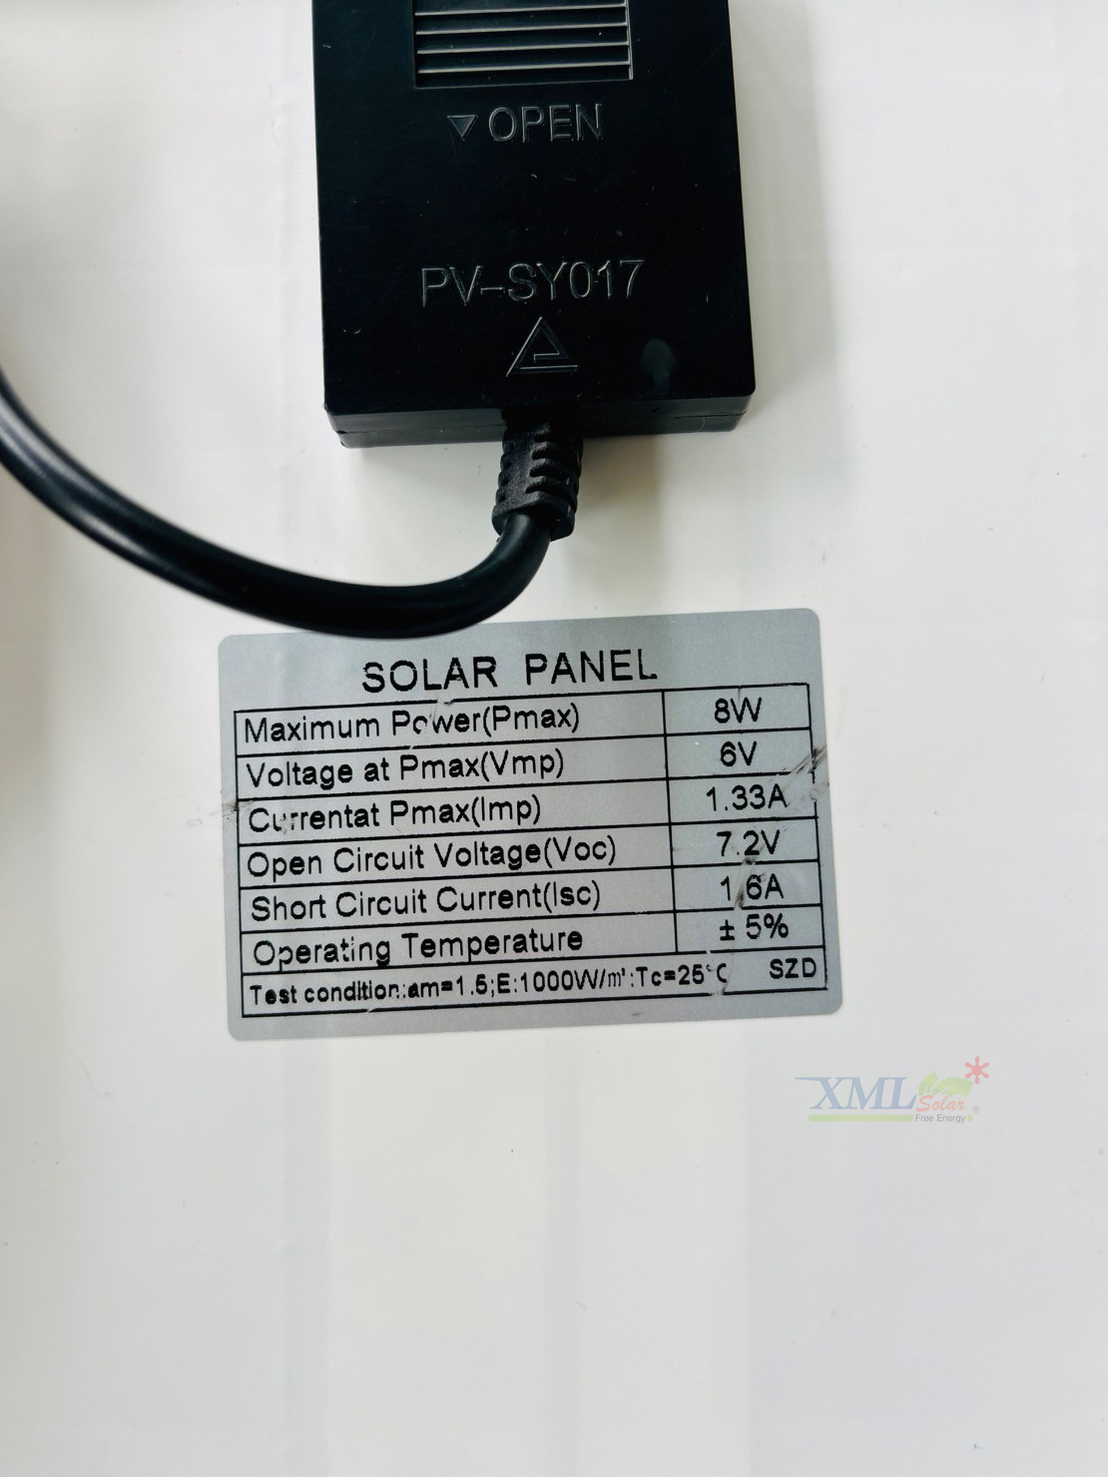 OPEN
PV-SY017
SOLAR PANEL
Maximum Power(Pmax) 8W
Voltage at Pmax(Vmp) 6V
Currentat Pmax(Imp) 1.33A
Open Circuit Voltage(Voc) 7.2V
Short Circuit Current(Isc) 1.6A
Operating Temperature ± 5%
Test condition:am=1.5;E:1000W/m²:Tc=25°C SZD
XML Solar
Free Energy